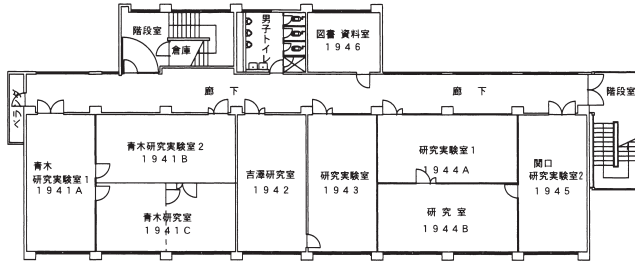 階段室
倉庫
男子トイレ
図書 資料室
1946
廊 下
廊 下
階段室
ベランダ
青木
研究実験室1
1941A
青木研究実験室2
1941B
青木研究室
1941C
吉澤研究室
1942
研究実験室
1943
研究実験室1
1944A
研 究 室
1944B
関口
研究実験室2
1945